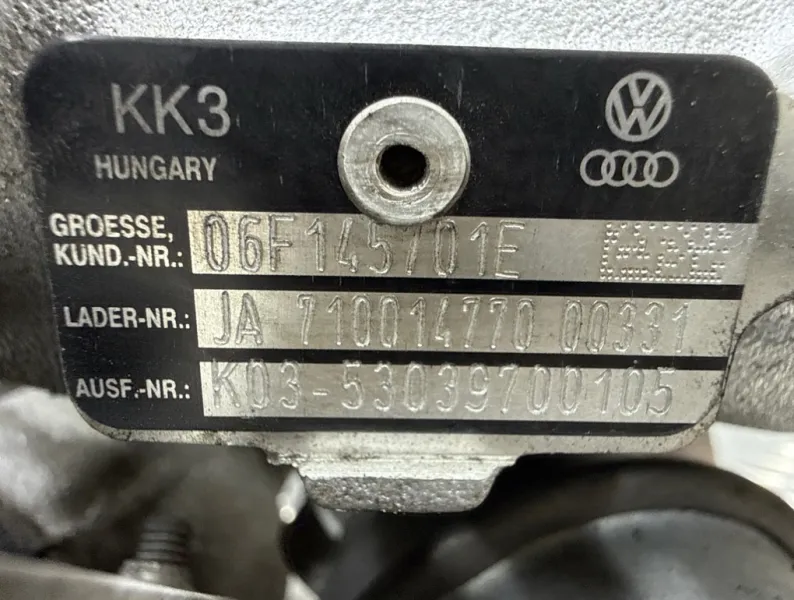 KK3
HUNGARY
GROESSE,
KUND.-NR.: 06F145701E
LADER-NR.: JA 710014770 00331
AUSF.-NR.: K03-53039700105